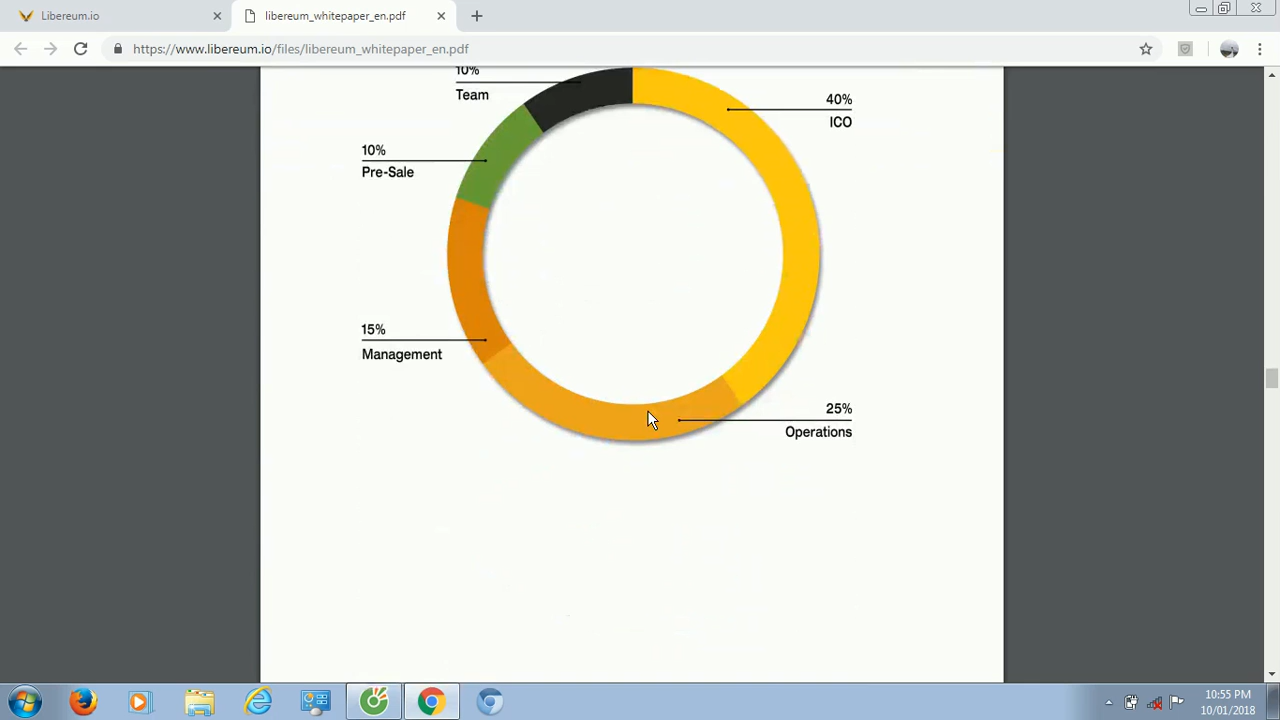 Libereum.io
libereum_whitepaper_en.pdf
https://www.libereum.io/files/libereum_whitepaper_en.pdf
10%
Team
40%
ICO
10%
Pre-Sale
15%
Management
25%
Operations
10:55 PM
10/01/2018